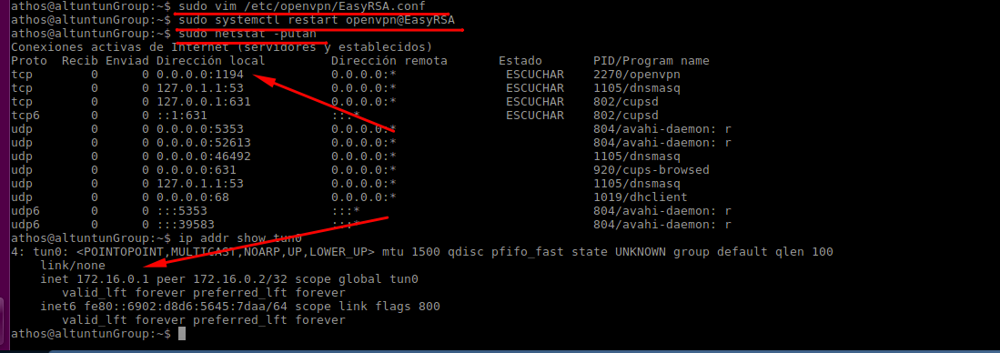 athos@altuntunGroup:~$ sudo vim /etc/openvpn/EasyRSA.conf
athos@altuntunGroup:~$ sudo systemctl restart openvpn@EasyRSA
athos@altuntunGroup:~$ sudo netstat -putan
Conexiones activas de Internet (servidores y establecidos)
Proto  Recib Enviad Dirección local         Dirección remota       Estado       PID/Program name
tcp        0      0 0.0.0.0:1194            0.0.0.0:*               ESCUCHAR    2270/openvpn
tcp        0      0 127.0.1.1:53            0.0.0.0:*               ESCUCHAR    1105/dnsmasq
tcp        0      0 127.0.0.1:631           0.0.0.0:*               ESCUCHAR    802/cupsd
tcp6       0      0 ::1:631                 :::*                    ESCUCHAR    802/cupsd
udp        0      0 0.0.0.0:5353            0.0.0.0:*                           804/avahi-daemon: r
udp        0      0 0.0.0.0:52613           0.0.0.0:*                           804/avahi-daemon: r
udp        0      0 0.0.0.0:46492           0.0.0.0:*                           1105/dnsmasq
udp        0      0 0.0.0.0:631             0.0.0.0:*                           920/cups-browsed
udp        0      0 127.0.1.1:53            0.0.0.0:*                           1105/dnsmasq
udp        0      0 0.0.0.0:68              0.0.0.0:*                           1019/dhclient
udp6       0      0 :::5353                 :::*                                804/avahi-daemon: r
udp6       0      0 :::39583                :::*                                804/avahi-daemon: r
athos@altuntunGroup:~$ ip addr show tun0
4: tun0: <POINTOPOINT,MULTICAST,NOARP,UP,LOWER_UP> mtu 1500 qdisc pfifo_fast state UNKNOWN group default qlen 100
    link/none
    inet 172.16.0.1 peer 172.16.0.2/32 scope global tun0
       valid_lft forever preferred_lft forever
    inet6 fe80::6902:d8d6:5645:7daa/64 scope link flags 800
       valid_lft forever preferred_lft forever
athos@altuntunGroup:~$